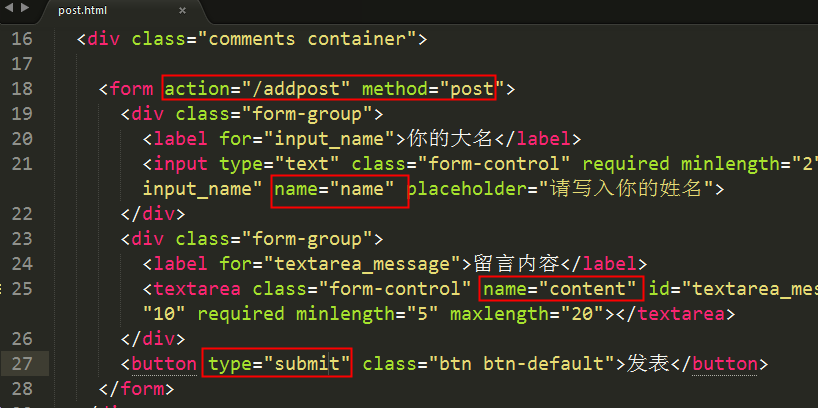 post.html
16 <div class="comments container">
17
18 <form action="/addpost" method="post">
19 <div class="form-group">
20 <label for="input_name">你的大名</label>
21 <input type="text" class="form-control" required minlength="2"
input_name" name="name" placeholder="请写入你的姓名">
22 </div>
23 <div class="form-group">
24 <label for="textarea_message">留言内容</label>
25 <textarea class="form-control" name="content" id="textarea_mes
"10" required minlength="5" maxlength="20"></textarea>
26 </div>
27 <button type="submit" class="btn btn-default">发表</button>
28 </form>